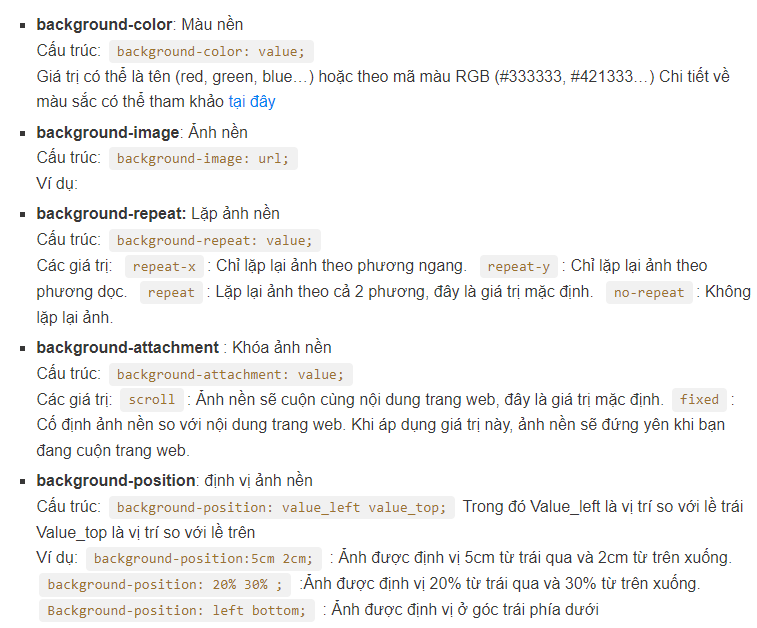 background-color: Màu nền
Cấu trúc: background-color: value;
Giá trị có thể là tên (red, green, blue…) hoặc theo mã màu RGB (#333333, #421333…) Chi tiết về
màu sắc có thể tham khảo tại đây
background-image: Ảnh nền
Cấu trúc: background-image: url;
Ví dụ:
background-repeat: Lặp ảnh nền
Cấu trúc: background-repeat: value;
Các giá trị: repeat-x : Chỉ lặp lại ảnh theo phương ngang. repeat-y : Chỉ lặp lại ảnh theo
phương dọc. repeat : Lặp lại ảnh theo cả 2 phương, đây là giá trị mặc định. no-repeat : Không
lặp lại ảnh.
background-attachment : Khóa ảnh nền
Cấu trúc: background-attachment: value;
Các giá trị: scroll : Ảnh nền sẽ cuộn cùng nội dung trang web, đây là giá trị mặc định. fixed :
Cố định ảnh nền so với nội dung trang web. Khi áp dụng giá trị này, ảnh nền sẽ đứng yên khi bạn
đang cuộn trang web.
background-position: định vị ảnh nền
Cấu trúc: background-position: value_left value_top; Trong đó Value_left là vị trí so với lề trái
Value_top là vị trí so với lề trên
Ví dụ: background-position:5cm 2cm; : Ảnh được định vị 5cm từ trái qua và 2cm từ trên xuống.
background-position: 20% 30% ; :Ảnh được định vị 20% từ trái qua và 30% từ trên xuống.
Background-position: left bottom; : Ảnh được định vị ở góc trái phía dưới